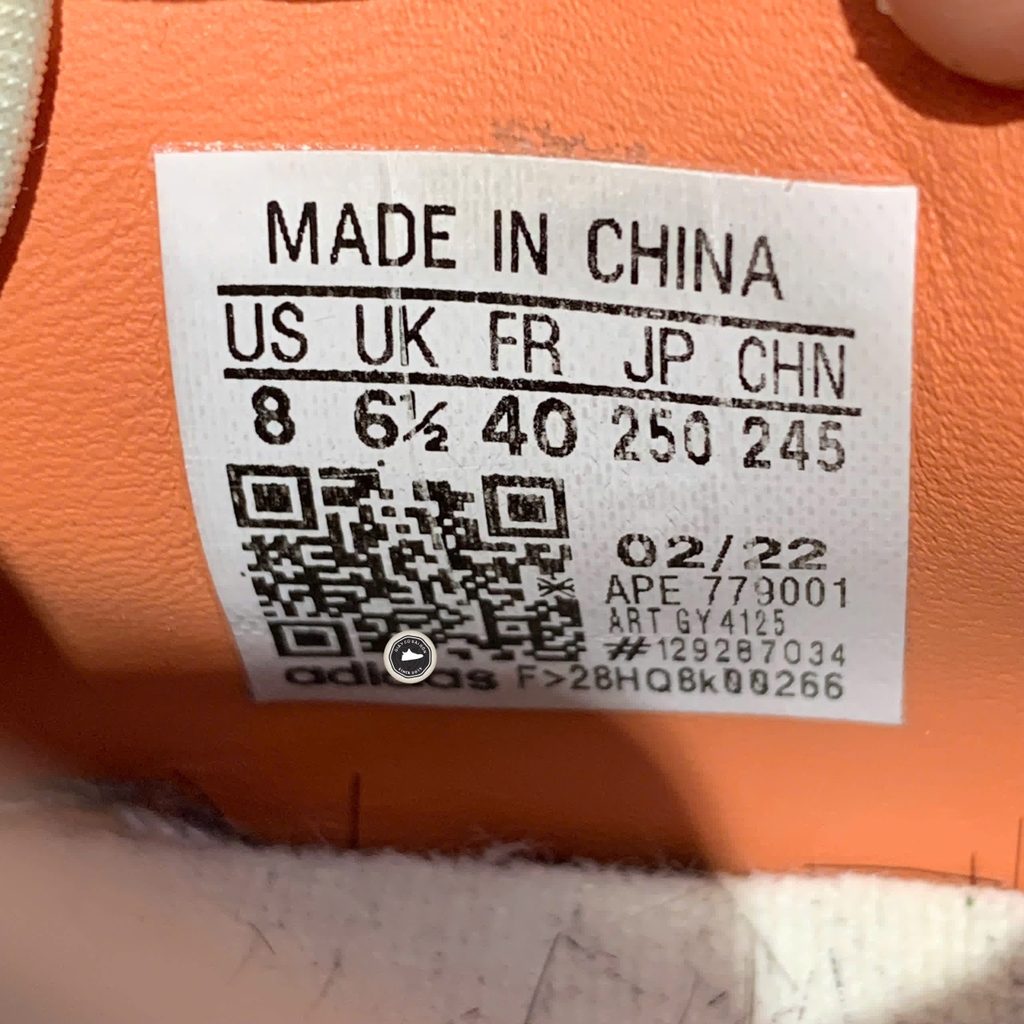 MADE IN CHINA
US UK FR JP CHN
8 6½ 40 250 245
02/22
APE 779001
ART GY4125
#129287034
adidas F>28HQ8k00266